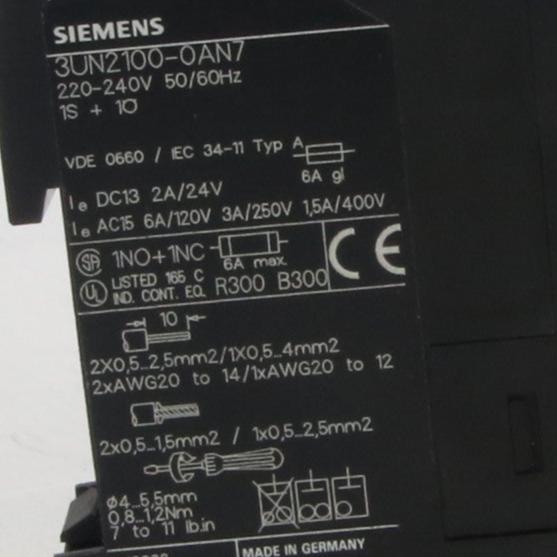 SIEMENS
3UN2100-0AN7
220-240V 50/60Hz
1S + 1Ö
VDE 0660 / IEC 34-11 Typ A
6A gl
Ie DC13 2A/24V
Ie AC15 6A/120V 3A/250V 1,5A/400V
SA 1NO+1NC
6A max.
CE
UL LISTED 165 C
IND. CONT. EQ. R300 B300
10
2X0,5...2,5mm2/1X0,5...4mm2
2xAWG20 to 14/1xAWG20 to 12
2x0,5...1,5mm2 / 1x0,5...2,5mm2
ø4...5,5mm
0,8...1,2Nm
7 to 11 lb.in
MADE IN GERMANY